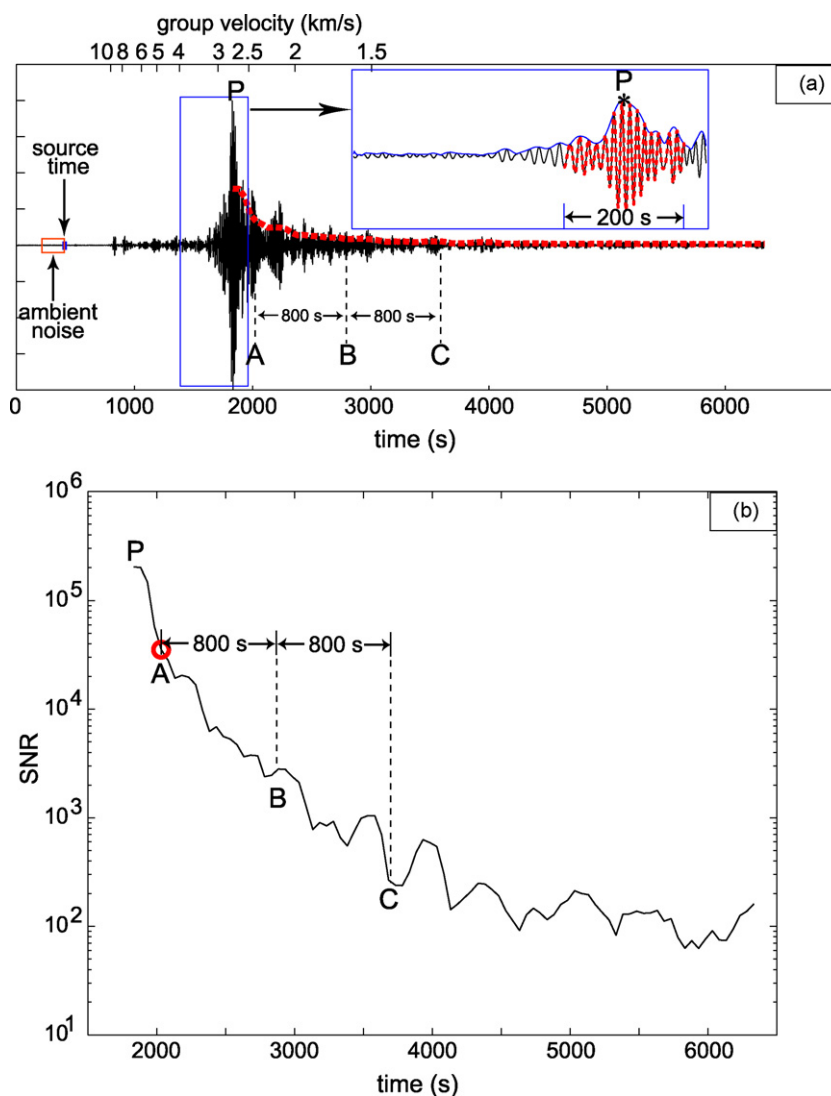 group velocity (km/s)
10 8 6 5 4 3 2.5 2 1.5
(a)
P
P
source
time
200 s
ambient
noise
800 s 800 s
A B C
0 1000 2000 3000 4000 5000 6000
time (s)
10^6
(b)
P
10^5
800 s 800 s
A
10^4
SNR
B
10^3
C
10^2
10^1
2000 3000 4000 5000 6000
time (s)